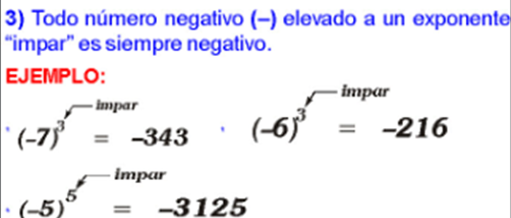 3) Todo número negativo (–) elevado a un exponente
“impar” es siempre negativo.
EJEMPLO:
impar
(–7)³ = –343
impar
(–6)³ = –216
impar
(–5)⁵ = –3125